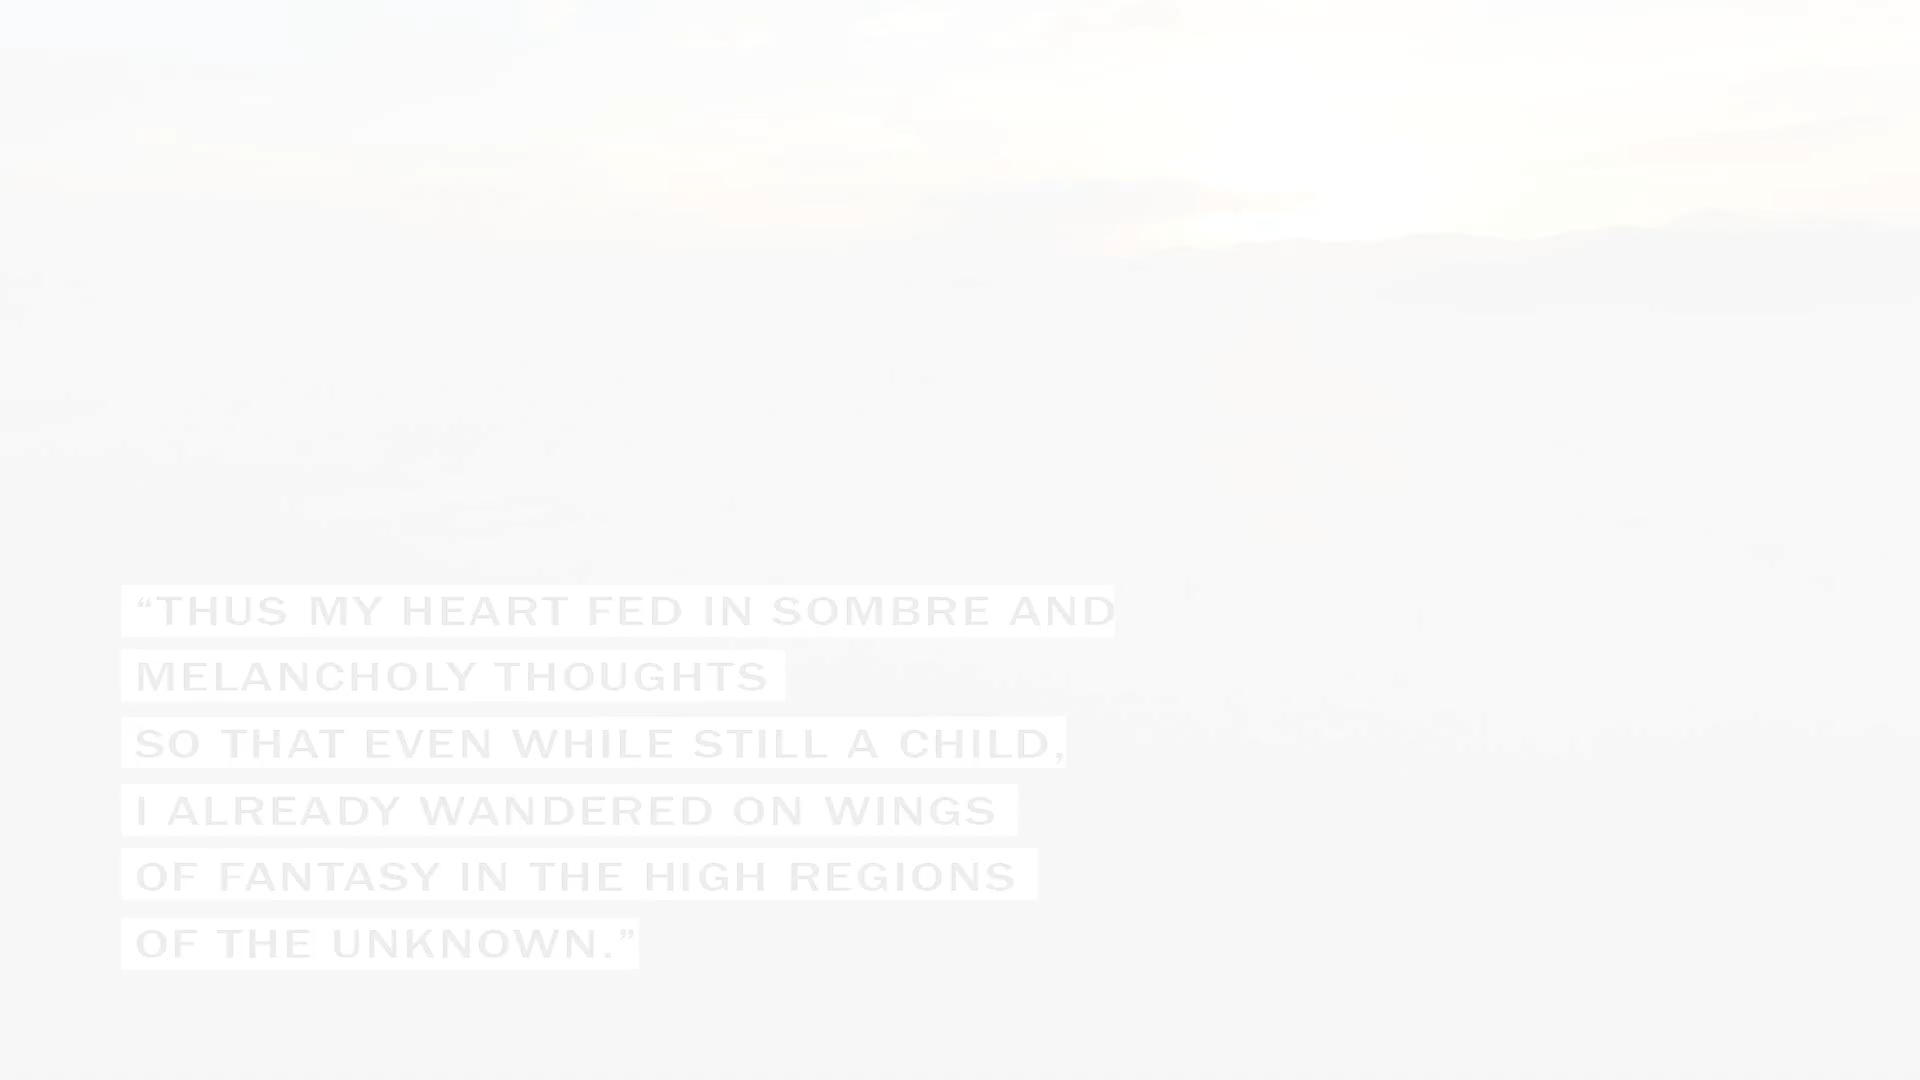 “THUS MY HEART FED IN SOMBRE AND
MELANCHOLY THOUGHTS
SO THAT EVEN WHILE STILL A CHILD,
I ALREADY WANDERED ON WINGS
OF FANTASY IN THE HIGH REGIONS
OF THE UNKNOWN.”